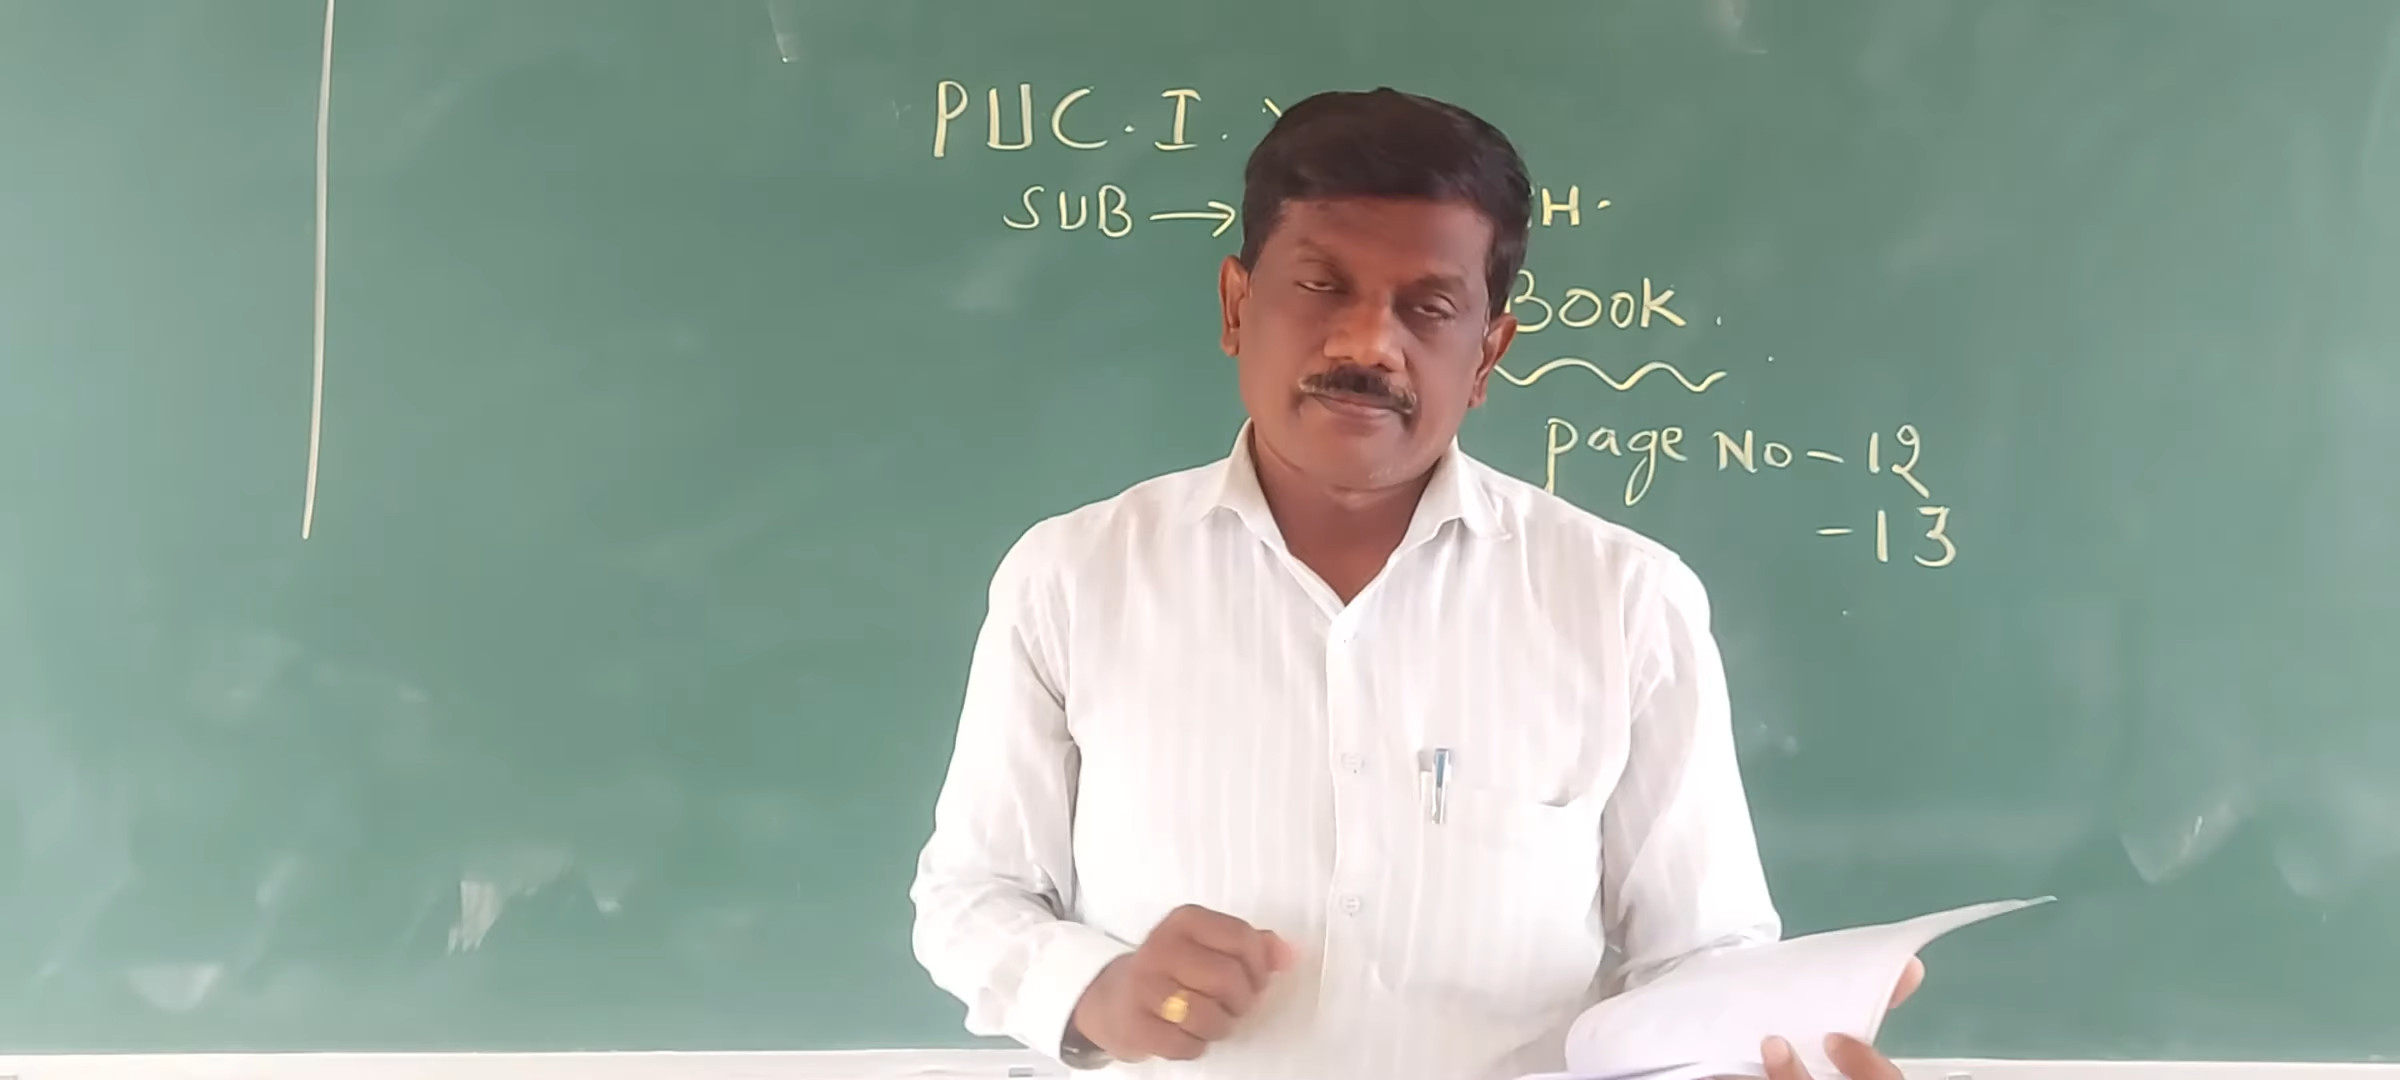 PUC. I.
SUB →
Book.
page No - 12
- 13